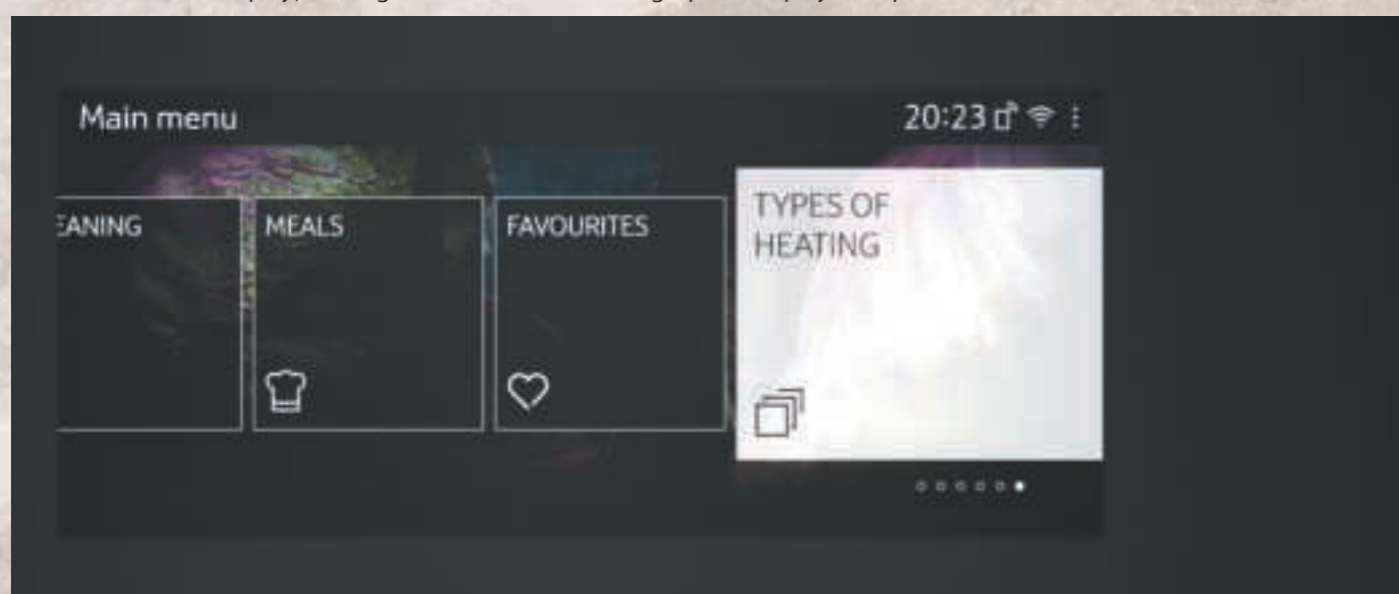 Main menu
20:23
EANING
MEALS
FAVOURITES
TYPES OF
HEATING